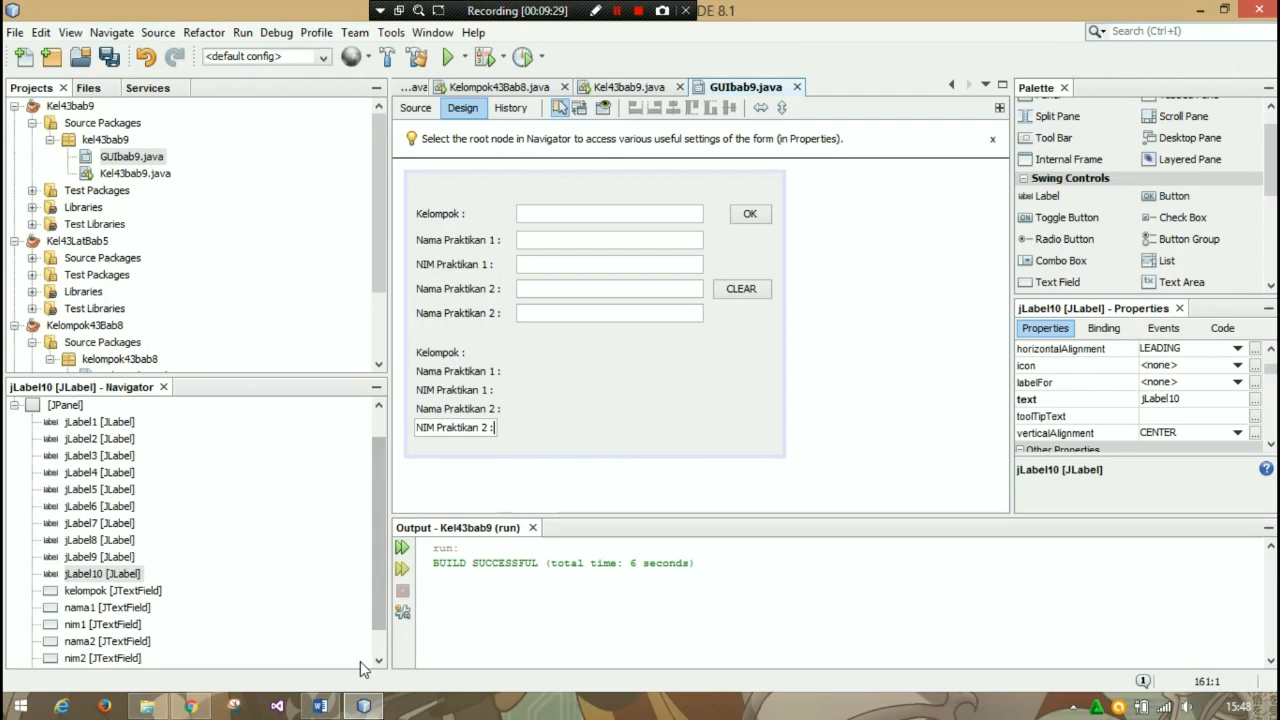 Recording [00:09:29]
DE 8.1
File Edit View Navigate Source Refactor Run Debug Profile Team Tools Window Help
Search (Ctrl+I)
<default config>
Projects
Files
Services
Kel43bab9
Source Packages
kel43bab9
GUIbab9.java
Kel43bab9.java
Test Packages
Libraries
Test Libraries
Kel43LatBab5
Source Packages
Test Packages
Libraries
Test Libraries
Kelompok43Bab8
Source Packages
kelompok43bab8
jLabel10 [JLabel] - Navigator
[JPanel]
jLabel1 [JLabel]
jLabel2 [JLabel]
jLabel3 [JLabel]
jLabel4 [JLabel]
jLabel5 [JLabel]
jLabel6 [JLabel]
jLabel7 [JLabel]
jLabel8 [JLabel]
jLabel9 [JLabel]
jLabel10 [JLabel]
kelompok [JTextField]
nama1 [JTextField]
nim1 [JTextField]
nama2 [JTextField]
nim2 [JTextField]
...ava
Kelompok43Bab8.java
Kel43bab9.java
GUIbab9.java
Source Design History
Select the root node in Navigator to access various useful settings of the form (in Properties).
x
Kelompok :
OK
Nama Praktikan 1 :
NIM Praktikan 1 :
Nama Praktikan 2 :
CLEAR
Nama Praktikan 2 :
Kelompok :
Nama Praktikan 1 :
NIM Praktikan 1 :
Nama Praktikan 2 :
NIM Praktikan 2 :
Output - Kel43bab9 (run)
run:
BUILD SUCCESSFUL (total time: 6 seconds)
Palette
Split Pane Scroll Pane
Tool Bar Desktop Pane
Internal Frame Layered Pane
Swing Controls
Label Button
Toggle Button Check Box
Radio Button Button Group
Combo Box List
Text Field Text Area
jLabel10 [JLabel] - Properties
Properties Binding Events Code
horizontalAlignment LEADING
icon <none>
labelFor <none>
text jLabel10
toolTipText
verticalAlignment CENTER
Other Properties
jLabel10 [JLabel]
161:1
15:48